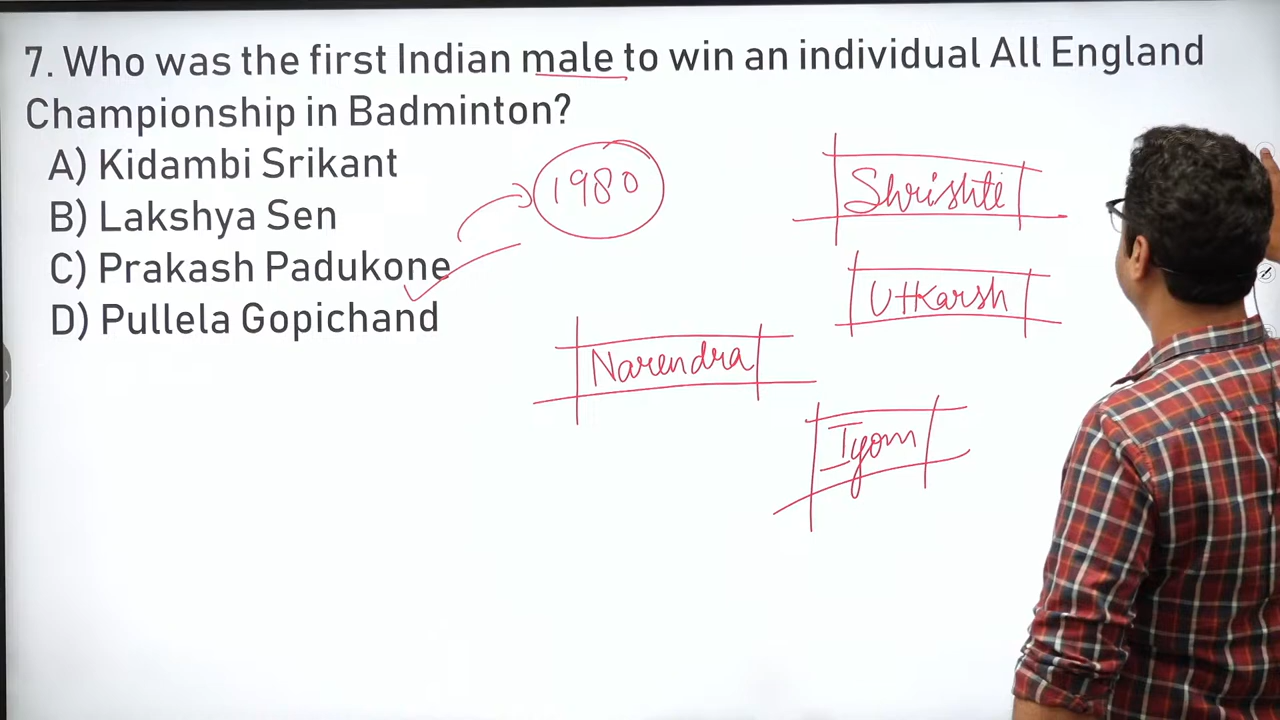 7. Who was the first Indian male to win an individual All England
Championship in Badminton?
A) Kidambi Srikant
B) Lakshya Sen
C) Prakash Padukone
D) Pullela Gopichand
1980
Shrishti
Utkarsh
Narendra
Iyom